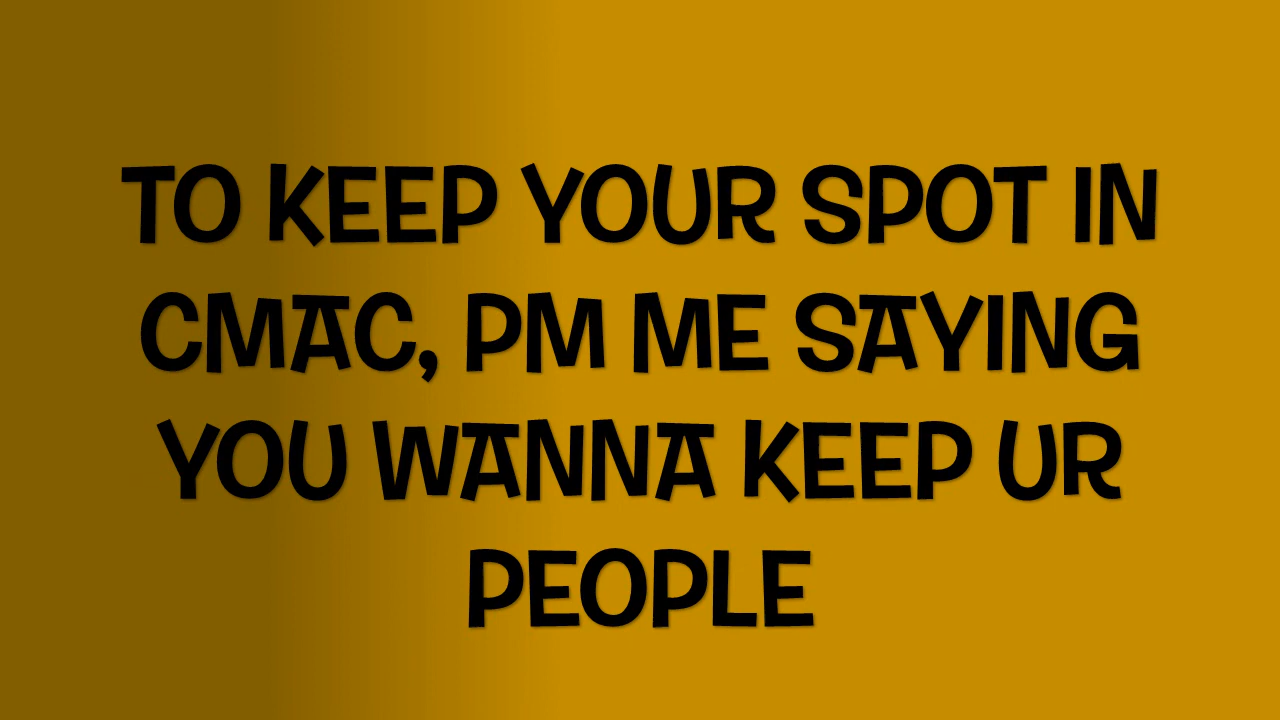 TO KEEP YOUR SPOT IN
CMAC, PM ME SAYING
YOU WANNA KEEP UR
PEOPLE